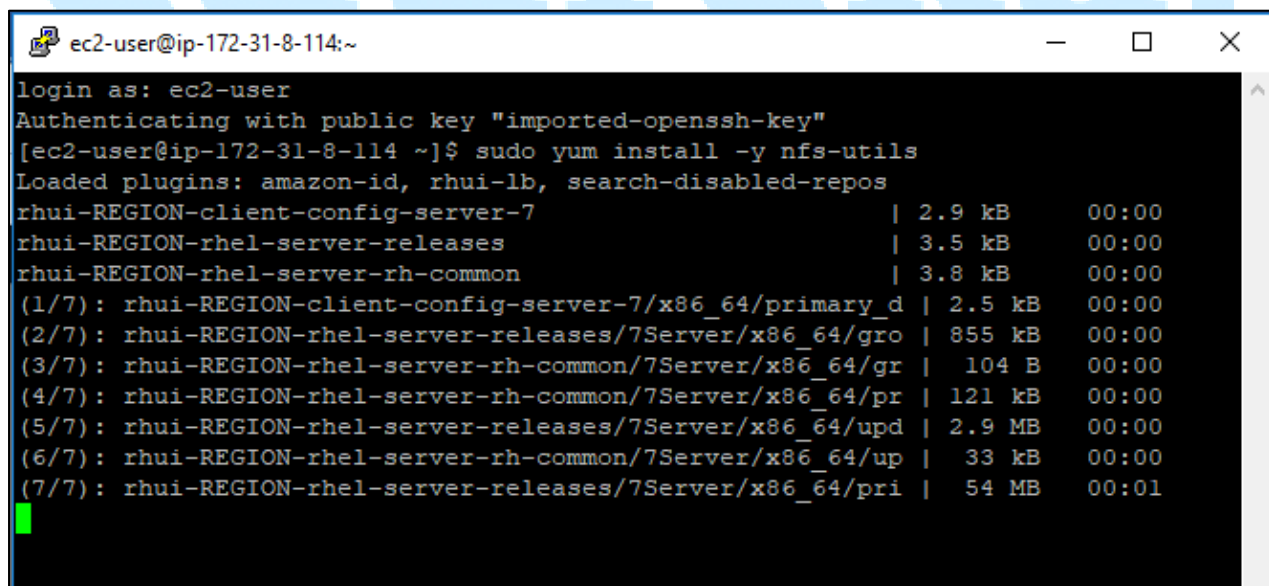 ec2-user@ip-172-31-8-114:~
login as: ec2-user
Authenticating with public key "imported-openssh-key"
[ec2-user@ip-172-31-8-114 ~]$ sudo yum install -y nfs-utils
Loaded plugins: amazon-id, rhui-lb, search-disabled-repos
rhui-REGION-client-config-server-7 | 2.9 kB 00:00
rhui-REGION-rhel-server-releases | 3.5 kB 00:00
rhui-REGION-rhel-server-rh-common | 3.8 kB 00:00
(1/7): rhui-REGION-client-config-server-7/x86_64/primary_d | 2.5 kB 00:00
(2/7): rhui-REGION-rhel-server-releases/7Server/x86_64/gro | 855 kB 00:00
(3/7): rhui-REGION-rhel-server-rh-common/7Server/x86_64/gr | 104 B 00:00
(4/7): rhui-REGION-rhel-server-rh-common/7Server/x86_64/pr | 121 kB 00:00
(5/7): rhui-REGION-rhel-server-releases/7Server/x86_64/upd | 2.9 MB 00:00
(6/7): rhui-REGION-rhel-server-rh-common/7Server/x86_64/up | 33 kB 00:00
(7/7): rhui-REGION-rhel-server-releases/7Server/x86_64/pri | 54 MB 00:01